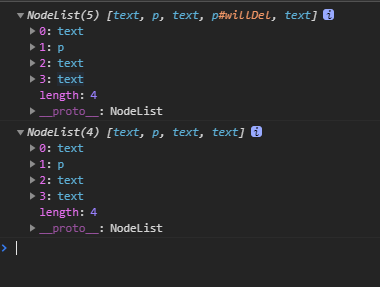 NodeList(5) [text, p, text, p#willDel, text] i
0: text
1: p
2: text
3: text
length: 4
__proto__: NodeList
NodeList(4) [text, p, text, text] i
0: text
1: p
2: text
3: text
length: 4
__proto__: NodeList